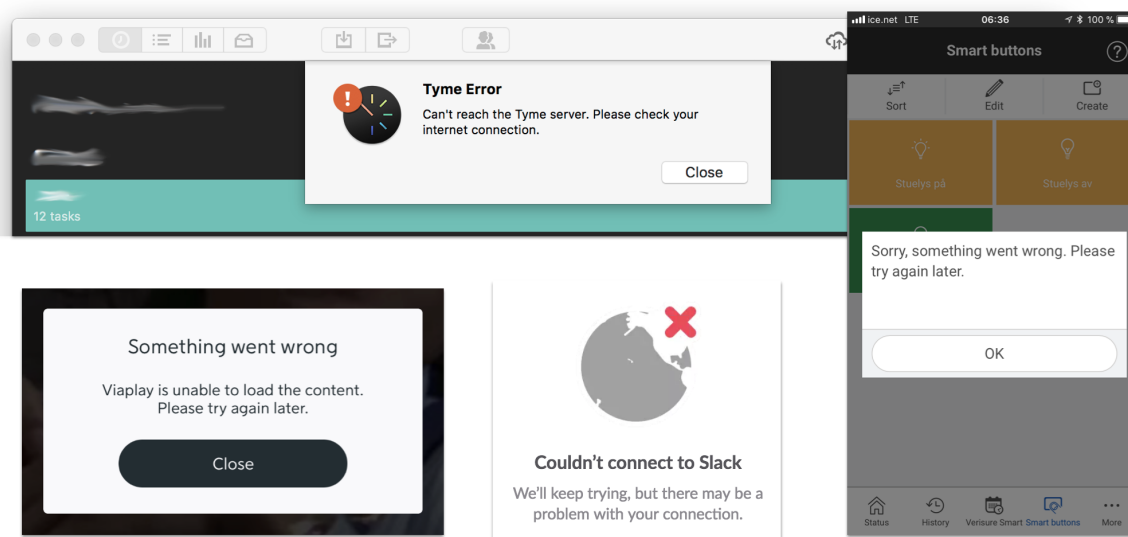 Tyme Error
Can't reach the Tyme server. Please check your
internet connection.
Close
12 tasks
ice.net LTE 06:36 100 %
Smart buttons
?
Sort Edit Create
Stuelys på Stuelys av
Sorry, something went wrong. Please
try again later.
OK
Status History Verisure Smart Smart buttons More
Something went wrong
Viaplay is unable to load the content.
Please try again later.
Close
Couldn't connect to Slack
We'll keep trying, but there may be a
problem with your connection.